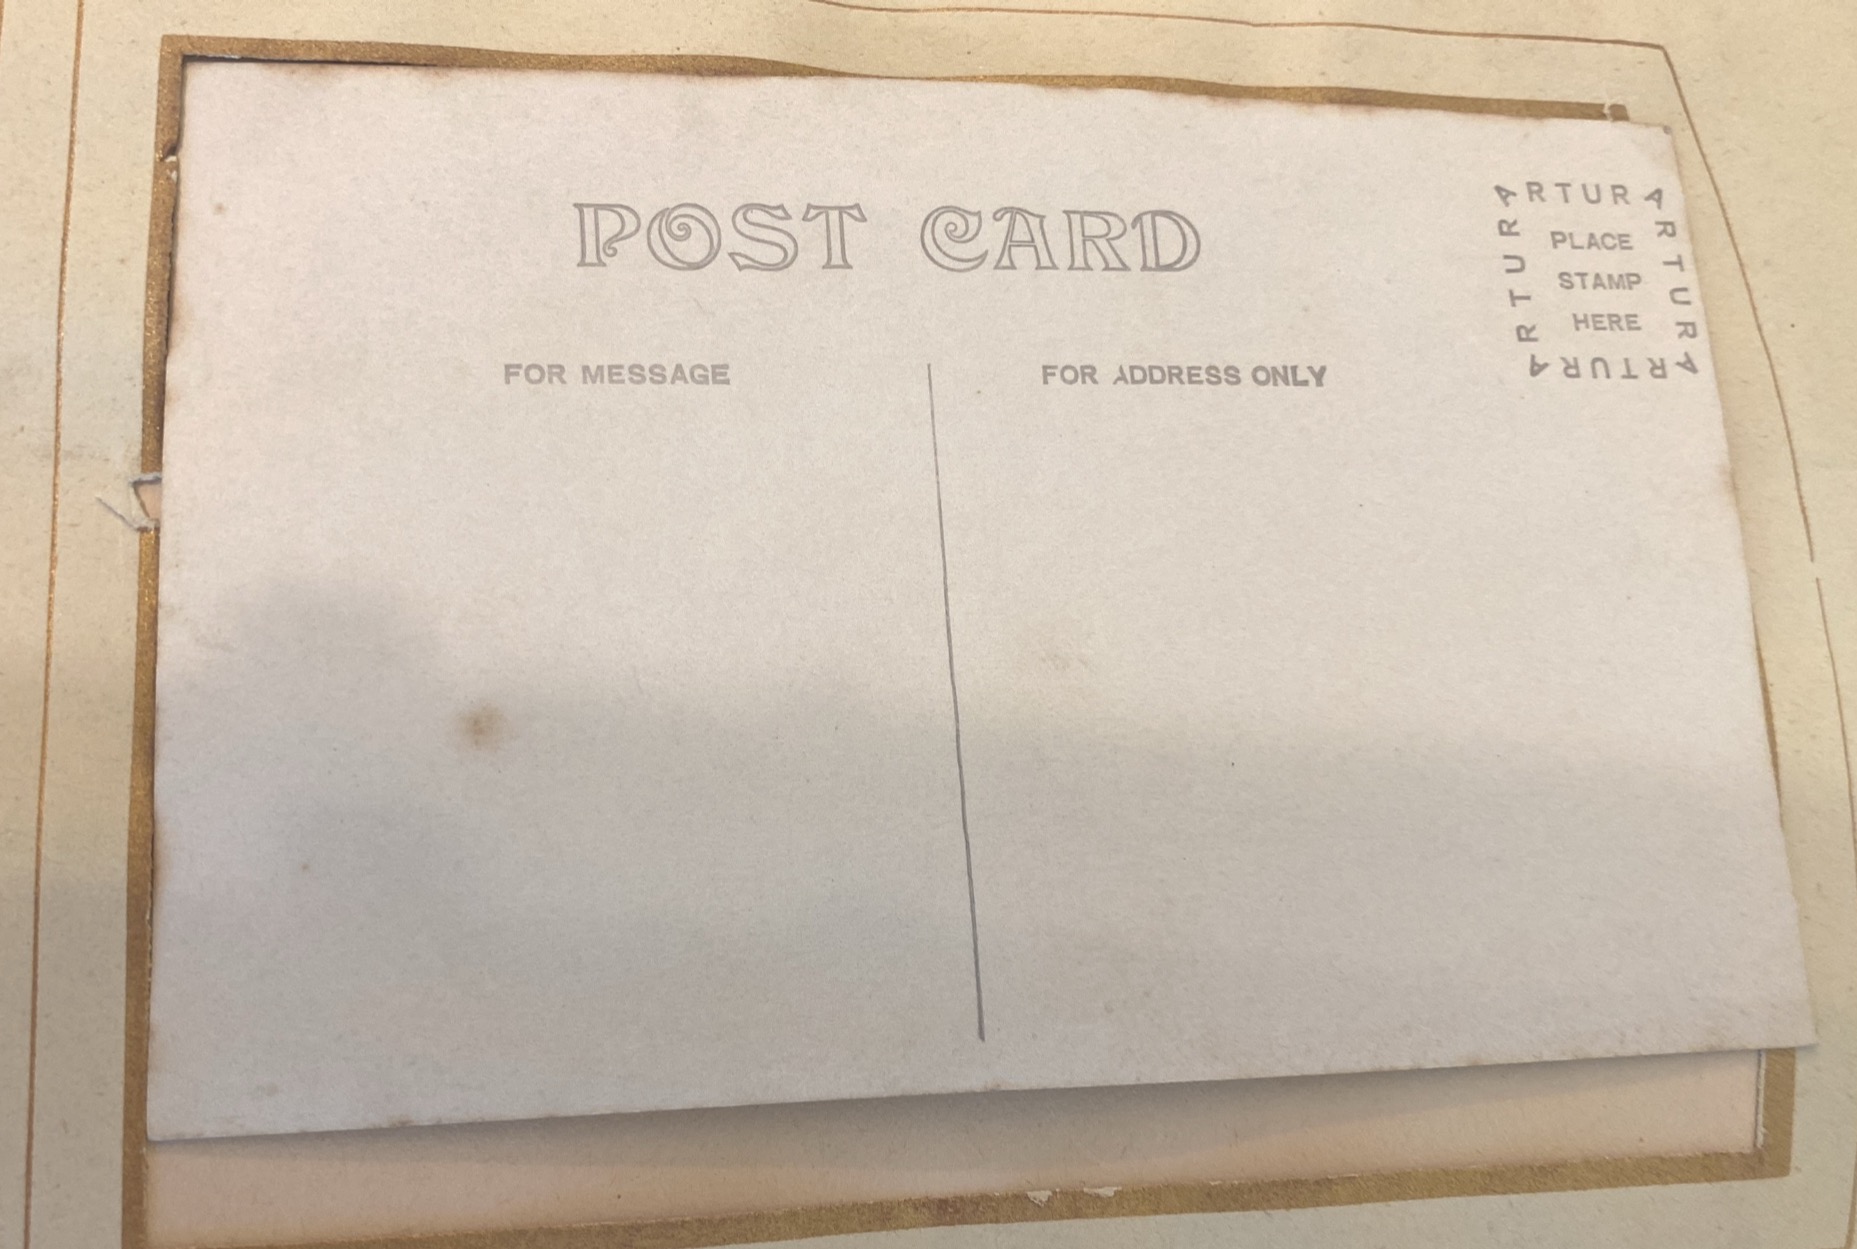 POST CARD
ARTURA
ARTURA
ARTURA
ARTURA
PLACE
STAMP
HERE
FOR MESSAGE
FOR ADDRESS ONLY